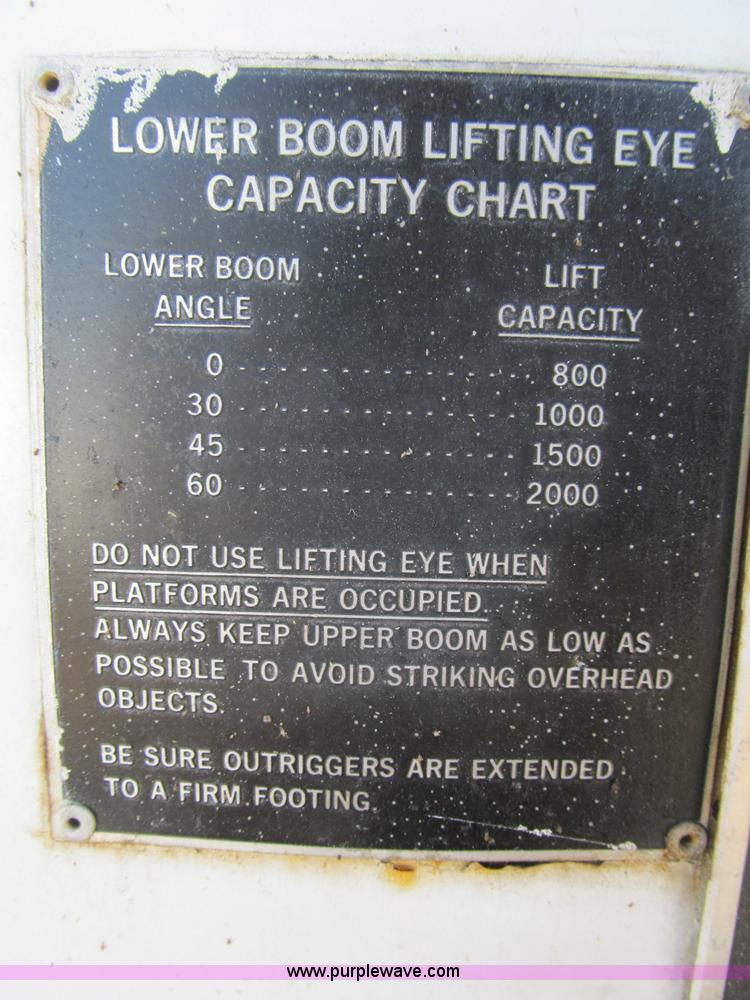 LOWER BOOM LIFTING EYE
CAPACITY CHART
LOWER BOOM LIFT
ANGLE CAPACITY
0 - - - - - - - - - - - - - - - - 800
30 - - - - - - - - - - - - - - - - 1000
45 - - - - - - - - - - - - - - - - 1500
60 - - - - - - - - - - - - - - - - 2000
DO NOT USE LIFTING EYE WHEN
PLATFORMS ARE OCCUPIED.
ALWAYS KEEP UPPER BOOM AS LOW AS
POSSIBLE TO AVOID STRIKING OVERHEAD
OBJECTS.
BE SURE OUTRIGGERS ARE EXTENDED
TO A FIRM FOOTING.
www.purplewave.com